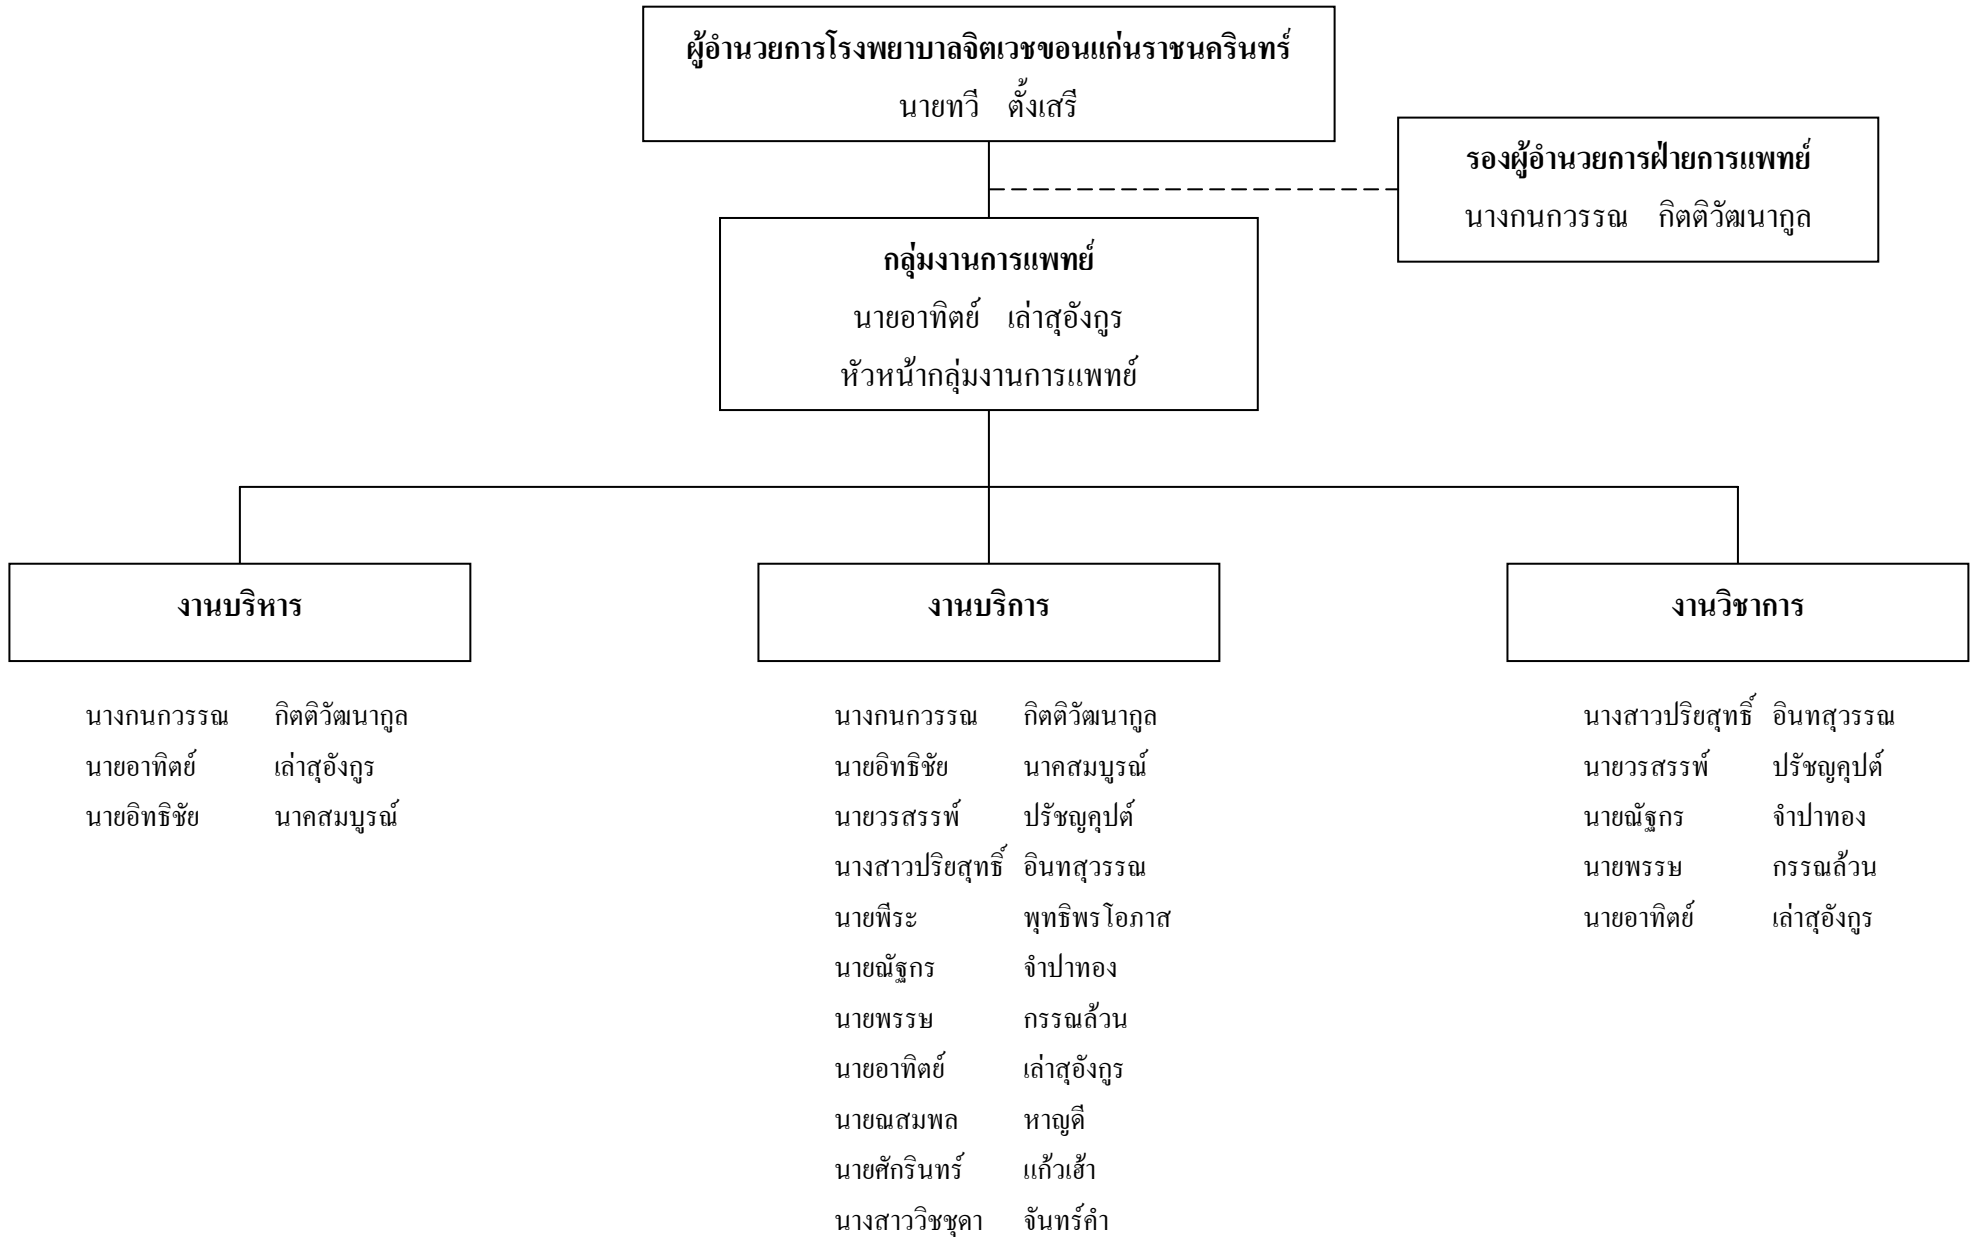 ผู้อำนวยการโรงพยาบาลจิตเวชขอนแก่นราชนครินทร์
นายทวี ตั้งเสรี
รองผู้อำนวยการฝ่ายการแพทย์
นางกนกวรรณ กิตติวัฒนากูล
กลุ่มงานการแพทย์
นายอาทิตย์ เล่าสุอังกูร
หัวหน้ากลุ่มงานการแพทย์
งานบริหาร
นางกนกวรรณ กิตติวัฒนากูล
นายอาทิตย์ เล่าสุอังกูร
นายอิทธิชัย นาคสมบูรณ์
งานบริการ
นางกนกวรรณ กิตติวัฒนากูล
นายอิทธิชัย นาคสมบูรณ์
นายวรสรรพ์ ปรัชญคุปต์
นางสาวปริยสุทธิ์ อินทสุวรรณ
นายพีระ พุทธิพรโอภาส
นายณัฐกร จำปาทอง
นายพรรษ กรรณล้วน
นายอาทิตย์ เล่าสุอังกูร
นายณสมพล หาญดี
นายศักรินทร์ แก้วเฮ้า
นางสาววิชชุดา จันทร์คำ
งานวิชาการ
นางสาวปริยสุทธิ์ อินทสุวรรณ
นายวรสรรพ์ ปรัชญคุปต์
นายณัฐกร จำปาทอง
นายพรรษ กรรณล้วน
นายอาทิตย์ เล่าสุอังกูร